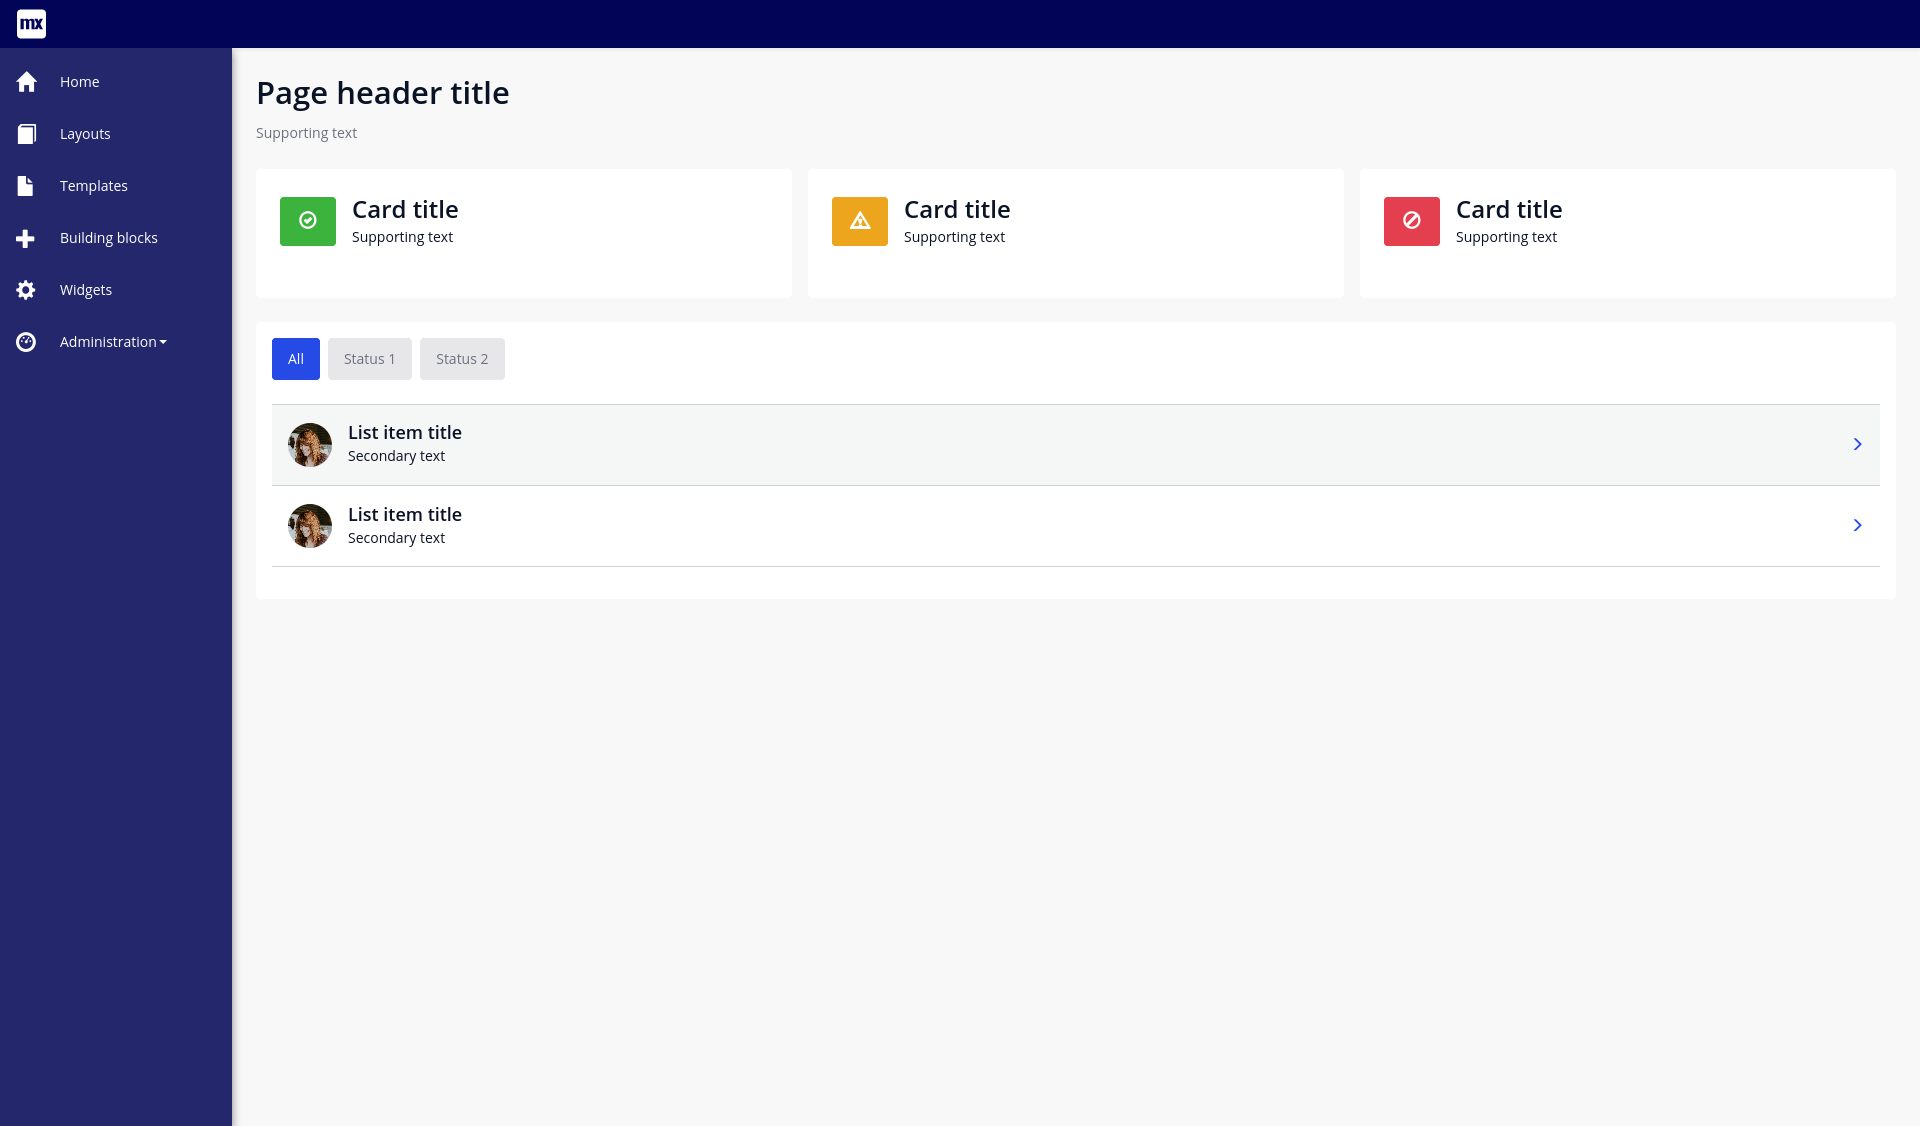 mx
Home
Layouts
Templates
Building blocks
Widgets
Administration
Page header title
Supporting text
Card title
Supporting text
Card title
Supporting text
Card title
Supporting text
All
Status 1
Status 2
List item title
Secondary text
List item title
Secondary text